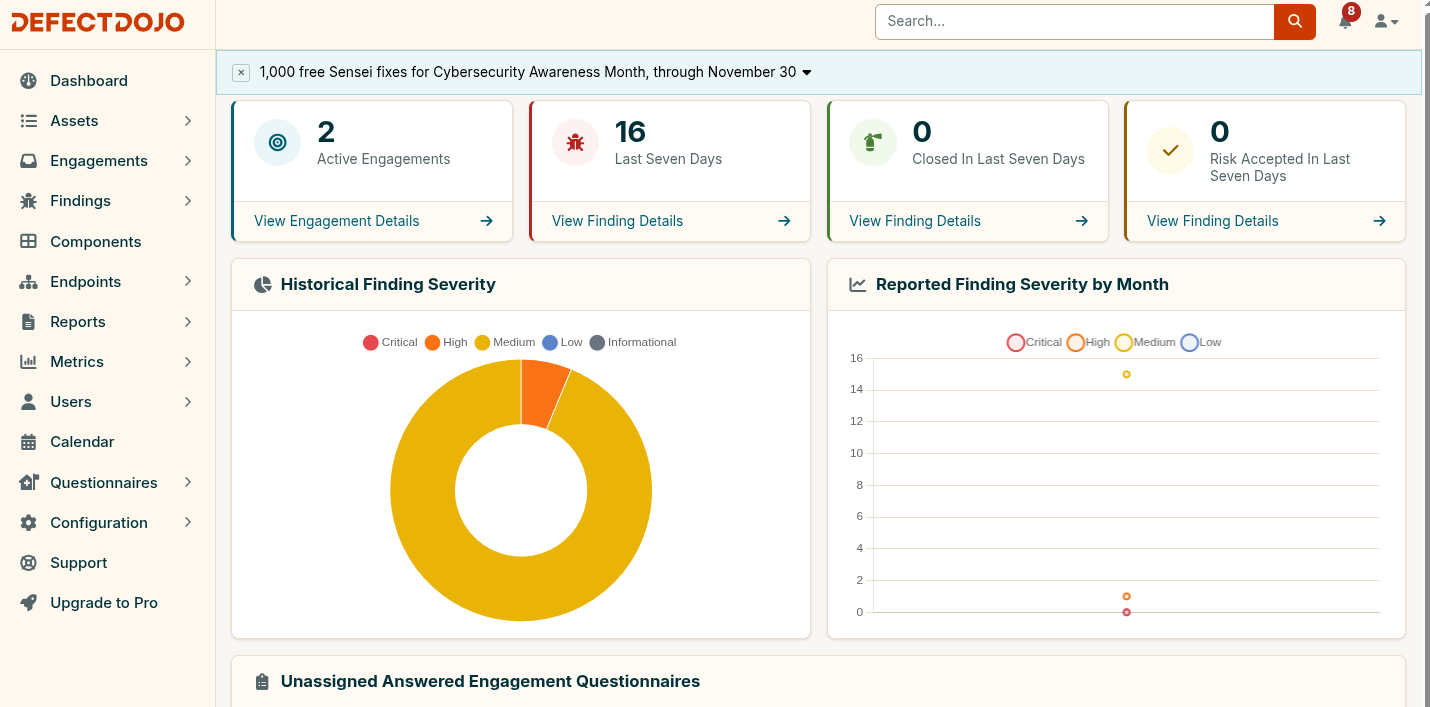 DEFECTDOJO
Search...
8
Dashboard
Assets
Engagements
Findings
Components
Endpoints
Reports
Metrics
Users
Calendar
Questionnaires
Configuration
Support
Upgrade to Pro
× 1,000 free Sensei fixes for Cybersecurity Awareness Month, through November 30
2
Active Engagements
View Engagement Details
16
Last Seven Days
View Finding Details
0
Closed In Last Seven Days
View Finding Details
0
Risk Accepted In Last
Seven Days
View Finding Details
Historical Finding Severity
Critical High Medium Low Informational
Reported Finding Severity by Month
Critical High Medium Low
16
14
12
10
8
6
4
2
0
Unassigned Answered Engagement Questionnaires